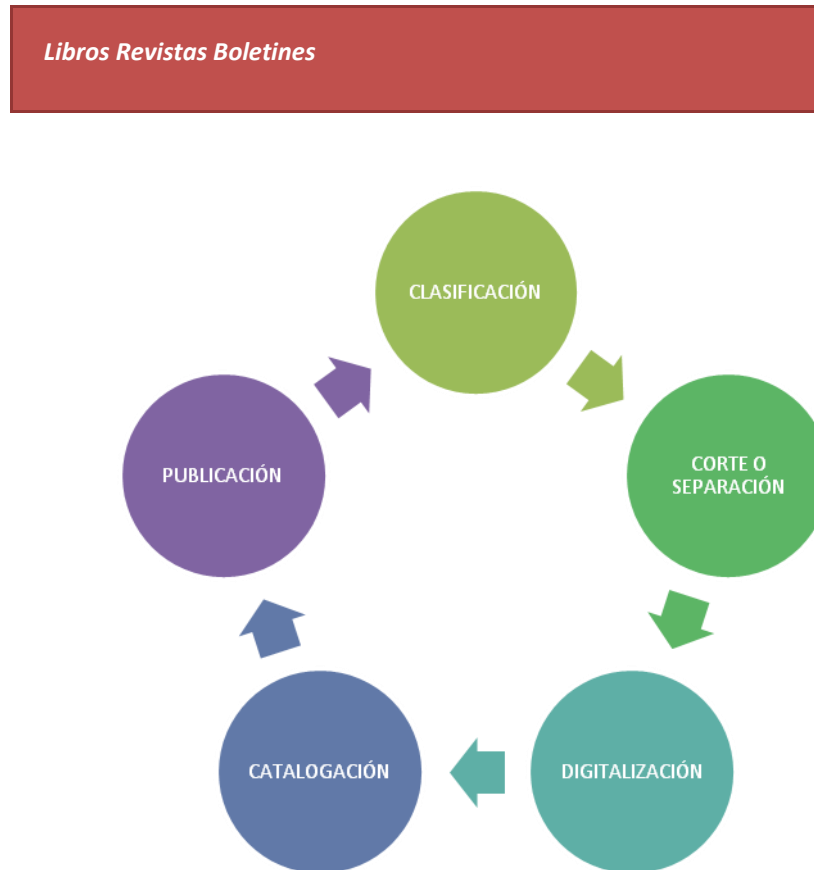 Libros Revistas Boletines
CLASIFICACIÓN
CORTE O
SEPARACIÓN
DIGITALIZACIÓN
CATALOGACIÓN
PUBLICACIÓN